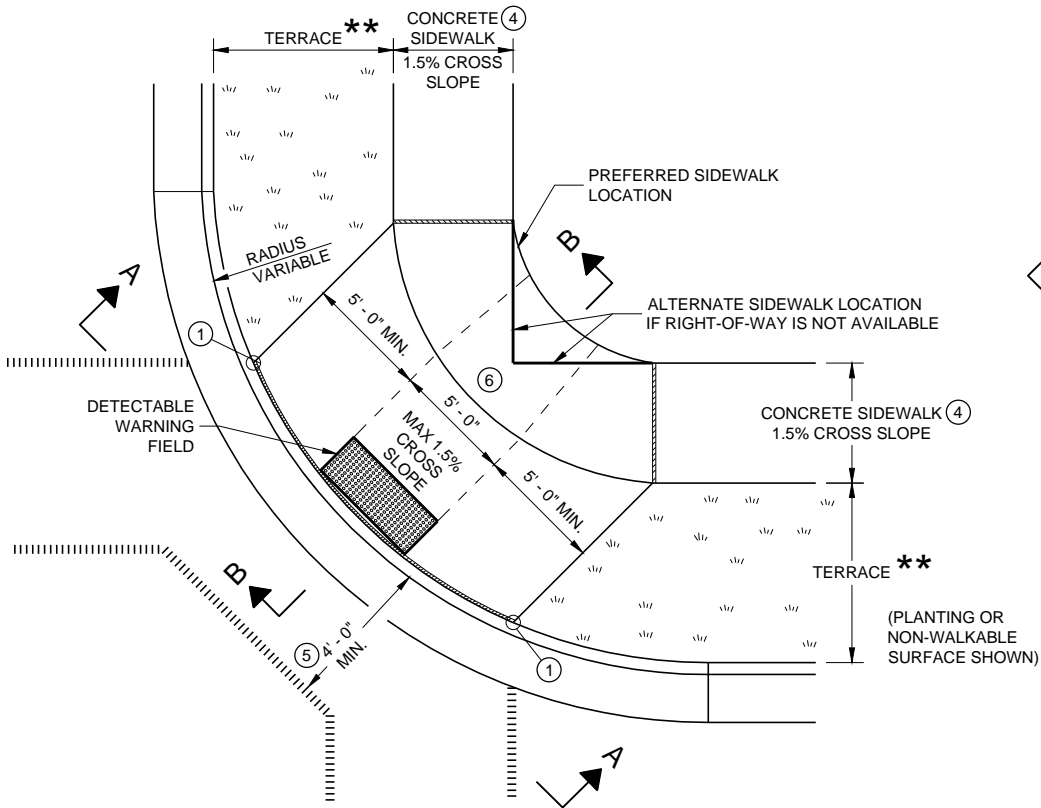 TERRACE **
CONCRETE 4
SIDEWALK
1.5% CROSS
SLOPE
PREFERRED SIDEWALK
LOCATION
B
A
RADIUS
VARIABLE
ALTERNATE SIDEWALK LOCATION
IF RIGHT-OF-WAY IS NOT AVAILABLE
1
5' - 0" MIN.
6
DETECTABLE
WARNING
FIELD
5' - 0"
MAX 1.5%
CROSS
SLOPE
5' - 0" MIN.
CONCRETE SIDEWALK 4
1.5% CROSS SLOPE
TERRACE **
(PLANTING OR
NON-WALKABLE
SURFACE SHOWN)
B
5 4' - 0"
MIN.
1
A